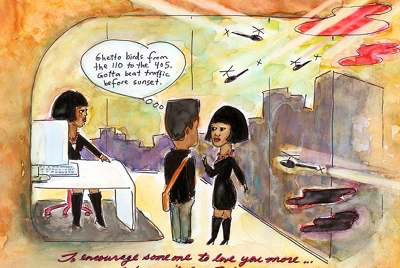 Ghetto birds from
the 110 to the 405.
Gotta beat traffic
before sunset.
To encourage someone to love you more...